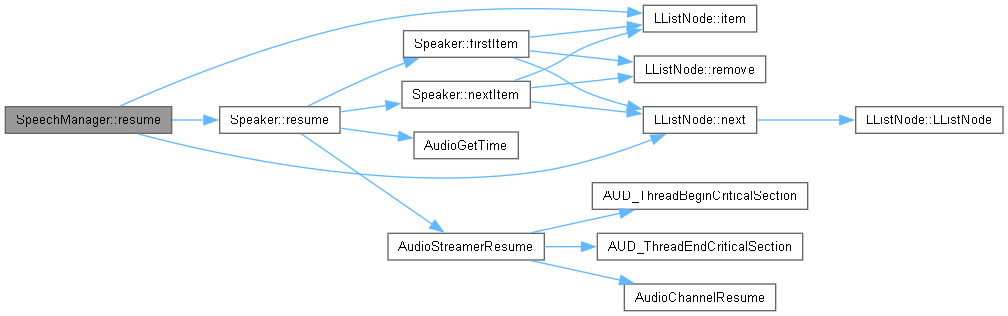 LListNode::item
Speaker::firstItem
LListNode::remove
Speaker::nextItem
SpeechManager::resume
Speaker::resume
LListNode::next
LListNode::LListNode
AudioGetTime
AUD_ThreadBeginCriticalSection
AudioStreamerResume
AUD_ThreadEndCriticalSection
AudioChannelResume